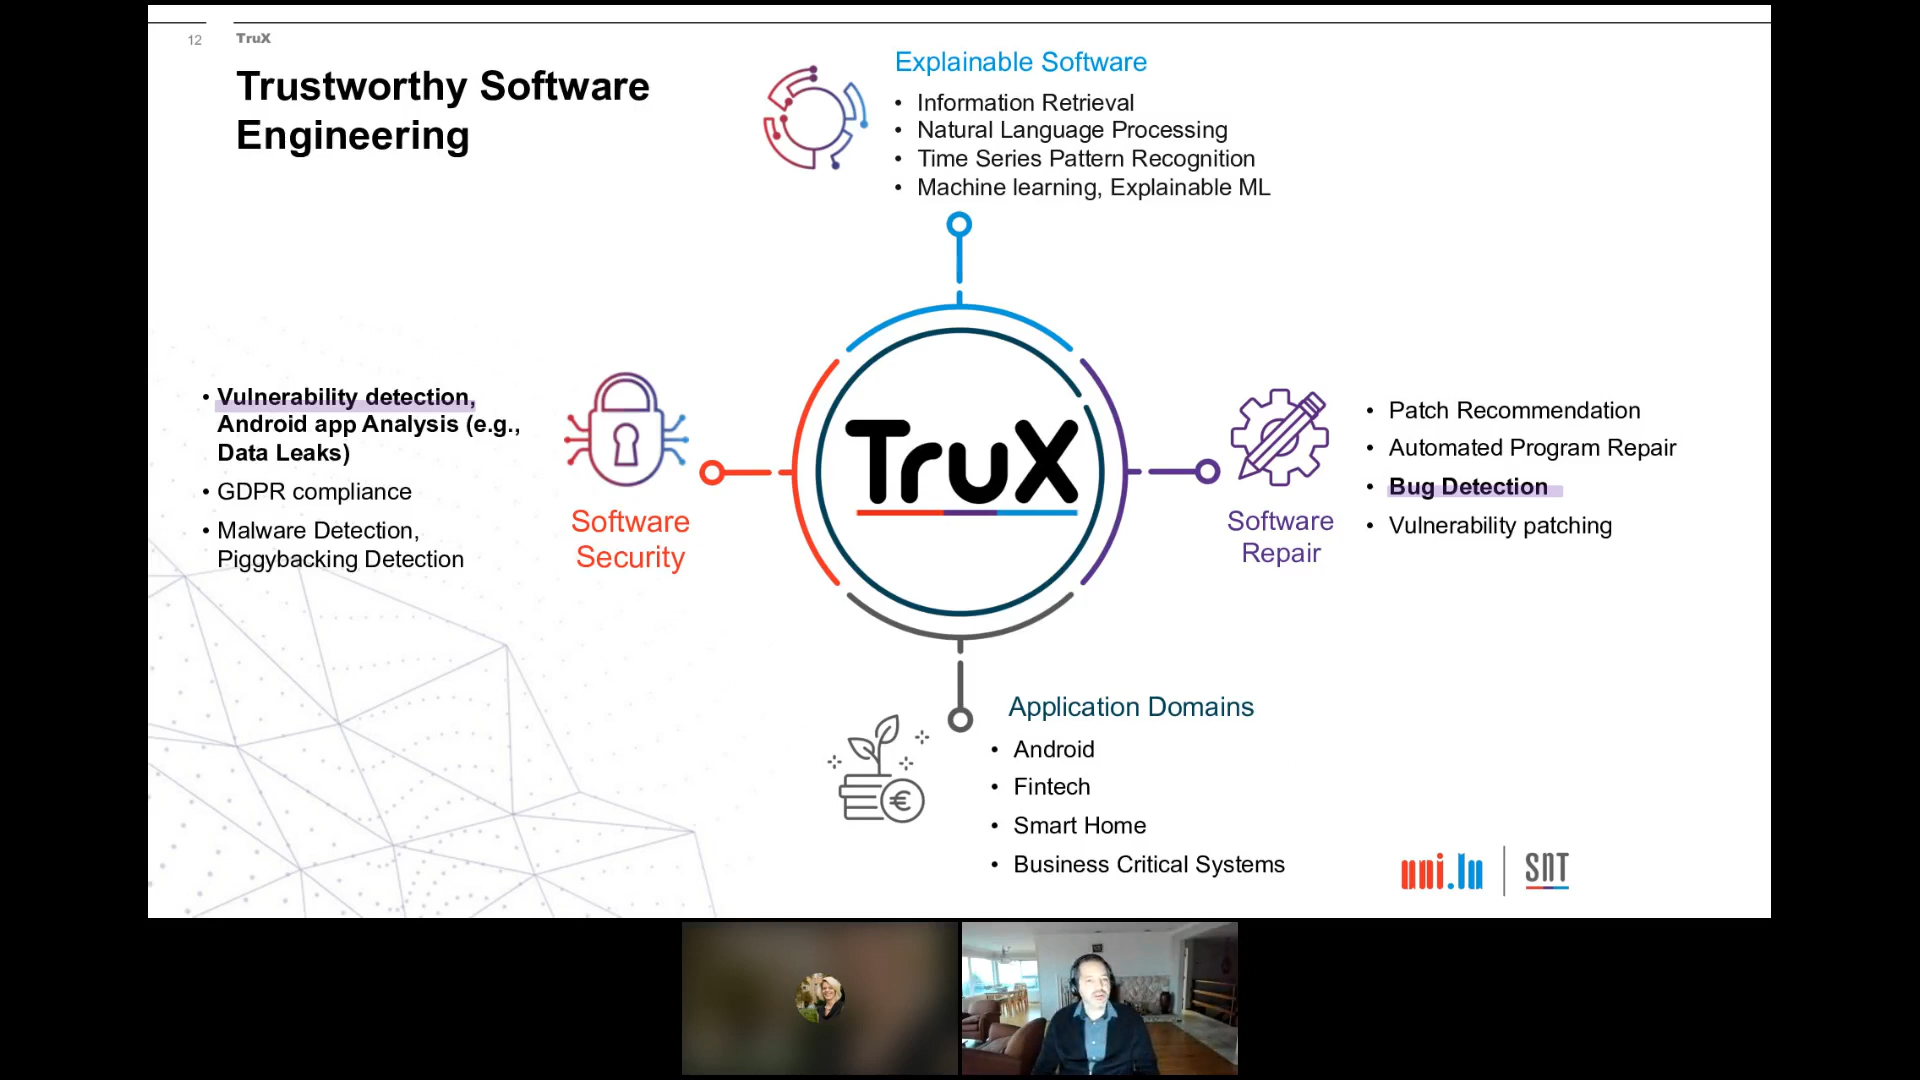 12
TruX
Trustworthy Software
Engineering
Explainable Software
• Information Retrieval
• Natural Language Processing
• Time Series Pattern Recognition
• Machine learning, Explainable ML
• Vulnerability detection,
Android app Analysis (e.g.,
Data Leaks)
• GDPR compliance
• Malware Detection,
Piggybacking Detection
Software
Security
TruX
Software
Repair
• Patch Recommendation
• Automated Program Repair
• Bug Detection
• Vulnerability patching
Application Domains
• Android
• Fintech
• Smart Home
• Business Critical Systems
€
uni.lu
SNT